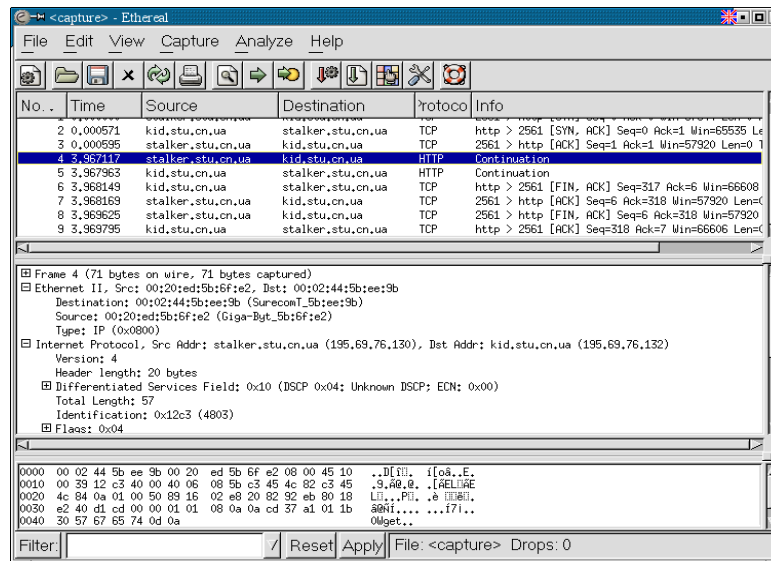 <capture> - Ethereal
File Edit View Capture Analyze Help
No. . Time Source Destination Protoco Info
2 0.000571 kid.stu.cn.ua stalker.stu.cn.ua TCP http > 2561 [SYN, ACK] Seq=0 Ack=1 Win=65535 Le
3 0.000595 stalker.stu.cn.ua kid.stu.cn.ua TCP 2561 > http [ACK] Seq=1 Ack=1 Win=57920 Len=0 T
4 3.967117 stalker.stu.cn.ua kid.stu.cn.ua HTTP Continuation
5 3.967963 kid.stu.cn.ua stalker.stu.cn.ua HTTP Continuation
6 3.968149 kid.stu.cn.ua stalker.stu.cn.ua TCP http > 2561 [FIN, ACK] Seq=317 Ack=6 Win=66608
7 3.968169 stalker.stu.cn.ua kid.stu.cn.ua TCP 2561 > http [ACK] Seq=6 Ack=318 Win=57920 Len=0
8 3.969625 stalker.stu.cn.ua kid.stu.cn.ua TCP 2561 > http [FIN, ACK] Seq=6 Ack=318 Win=57920
9 3.969795 kid.stu.cn.ua stalker.stu.cn.ua TCP http > 2561 [ACK] Seq=318 Ack=7 Win=66606 Len=0
Frame 4 (71 bytes on wire, 71 bytes captured)
Ethernet II, Src: 00:20:ed:5b:6f:e2, Dst: 00:02:44:5b:ee:9b
Destination: 00:02:44:5b:ee:9b (SurecomT_5b:ee:9b)
Source: 00:20:ed:5b:6f:e2 (Giga-Byt_5b:6f:e2)
Type: IP (0x0800)
Internet Protocol, Src Addr: stalker.stu.cn.ua (195.69.76.130), Dst Addr: kid.stu.cn.ua (195.69.76.132)
Version: 4
Header length: 20 bytes
Differentiated Services Field: 0x10 (DSCP 0x04: Unknown DSCP; ECN: 0x00)
Total Length: 57
Identification: 0x12c3 (4803)
Flags: 0x04
0000 00 02 44 5b ee 9b 00 20 ed 5b 6f e2 08 00 45 10
0010 00 39 12 c3 40 00 40 06 08 5b c3 45 4c 82 c3 45
0020 4c 84 0a 01 00 50 89 16 02 e8 20 82 92 eb 80 18
0030 e2 40 d1 cd 00 00 01 01 08 0a 0a cd 37 a1 01 1b
0040 30 57 67 65 74 0d 0a 0Wget..
Filter: Reset Apply File: <capture> Drops: 0